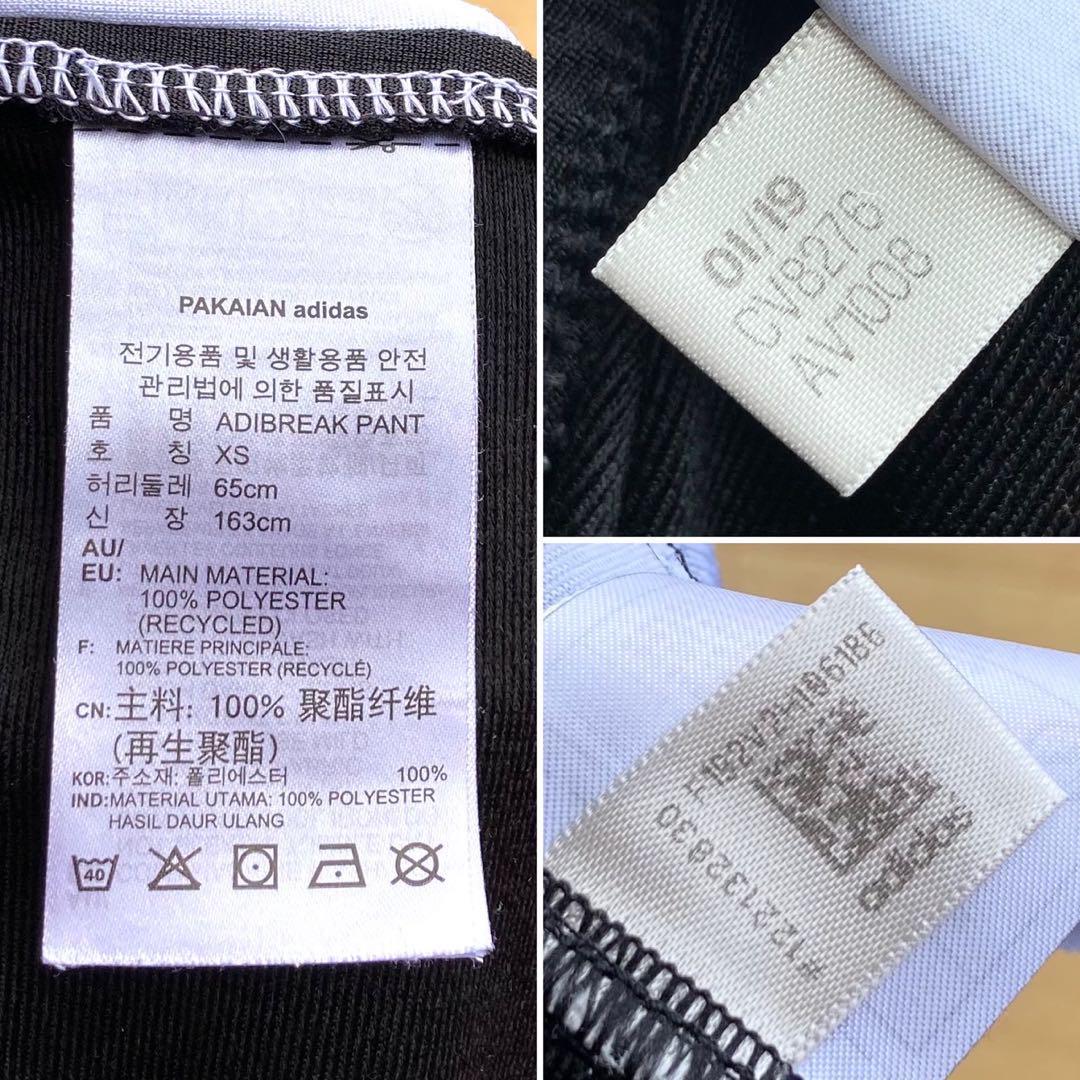 PAKAIAN adidas
전기용품 및 생활용품 안전
관리법에 의한 품질표시
품 명 ADIBREAK PANT
호 칭 XS
허리둘레 65cm
신 장 163cm
AU/
EU: MAIN MATERIAL:
100% POLYESTER
(RECYCLED)
F: MATIERE PRINCIPALE:
100% POLYESTER (RECYCLÉ)
CN:主料: 100% 聚酯纤维
(再生聚酯)
KOR:주소재: 폴리에스터 100%
IND:MATERIAL UTAMA: 100% POLYESTER
HASIL DAUR ULANG
40
01/19
CV8276
AV7008
adidas